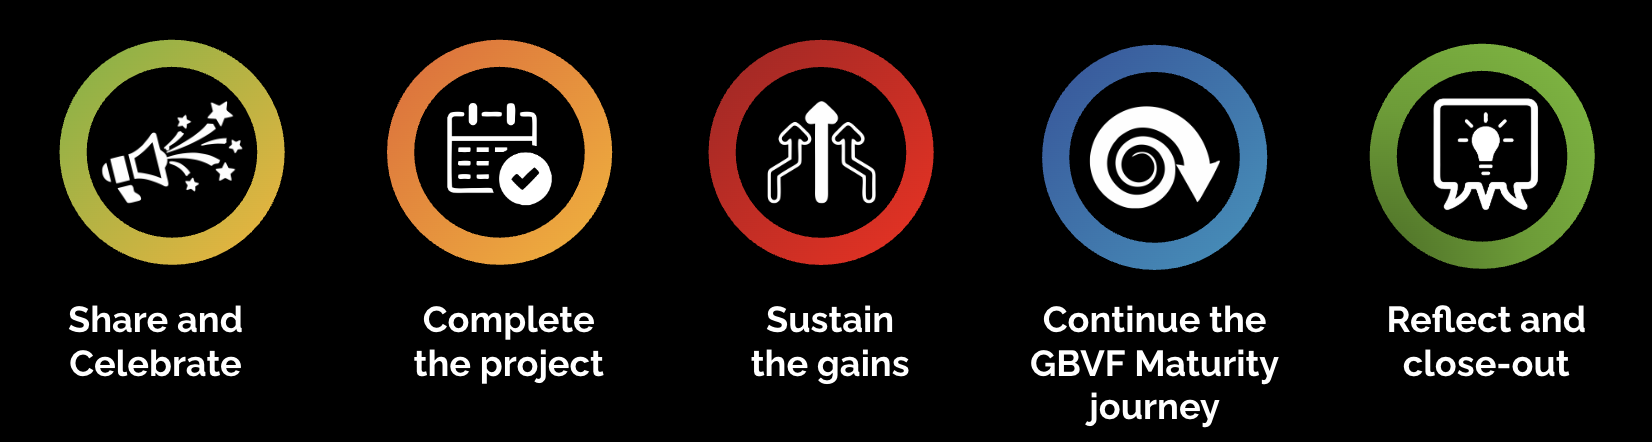 Share and
Celebrate
Complete
the project
Sustain
the gains
Continue the
GBVF Maturity
journey
Reflect and
close-out